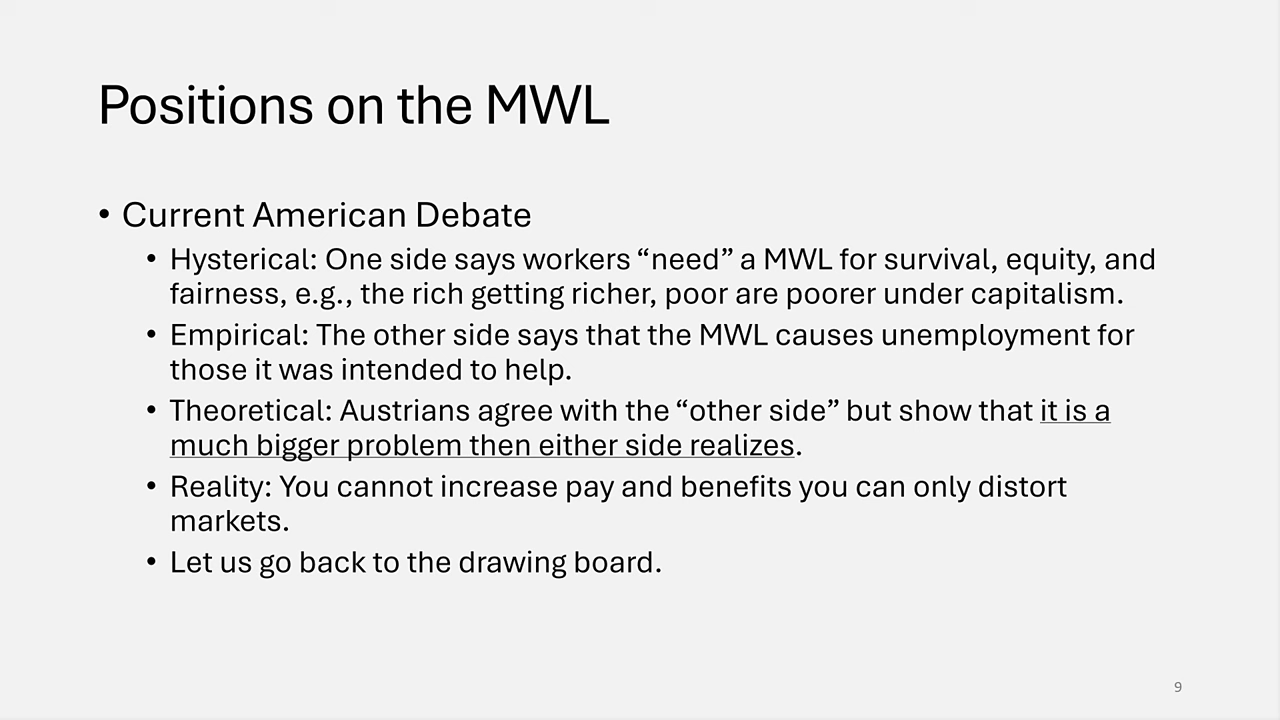 Positions on the MWL
• Current American Debate
• Hysterical: One side says workers “need” a MWL for survival, equity, and
fairness, e.g., the rich getting richer, poor are poorer under capitalism.
• Empirical: The other side says that the MWL causes unemployment for
those it was intended to help.
• Theoretical: Austrians agree with the “other side” but show that it is a
much bigger problem then either side realizes.
• Reality: You cannot increase pay and benefits you can only distort
markets.
• Let us go back to the drawing board.
9